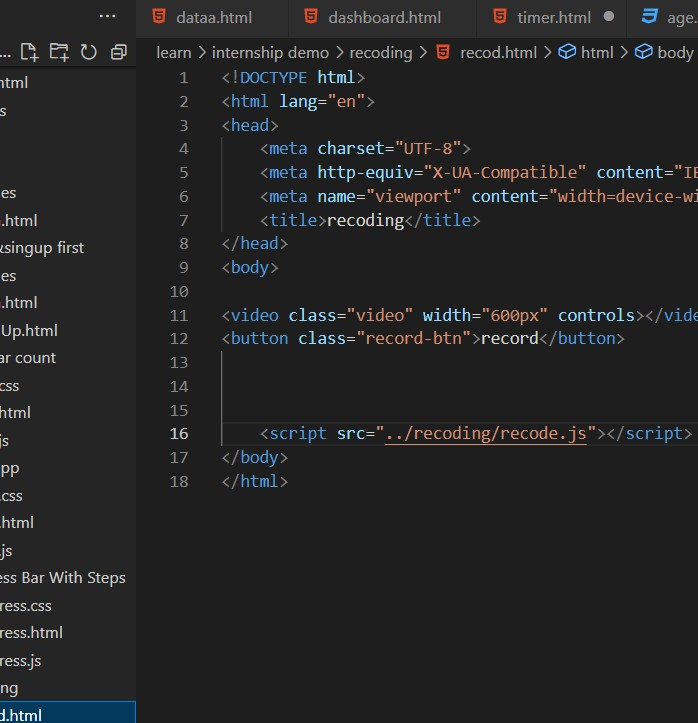 ...
dataa.html
dashboard.html
timer.html
age.
...
learn > internship demo > recoding > recod.html > html > body
html
s
es
.html
&singup first
es
.html
Up.html
ar count
css
html
js
pp
.css
.html
.js
ess Bar With Steps
ress.css
ress.html
ress.js
ng
d.html
1 <!DOCTYPE html>
2 <html lang="en">
3 <head>
4 <meta charset="UTF-8">
5 <meta http-equiv="X-UA-Compatible" content="IE
6 <meta name="viewport" content="width=device-wi
7 <title>recoding</title>
8 </head>
9 <body>
10
11 <video class="video" width="600px" controls></vide
12 <button class="record-btn">record</button>
13
14
15
16 <script src="../recoding/recode.js"></script>
17 </body>
18 </html>